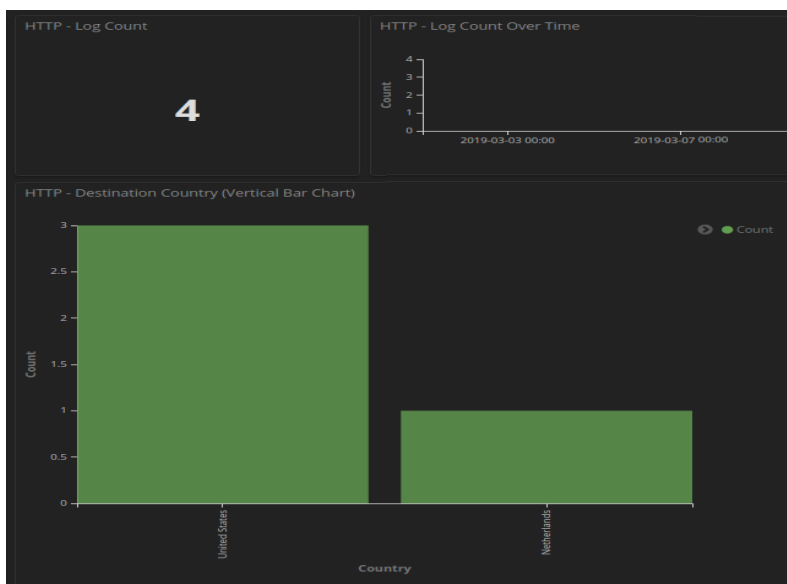 HTTP - Log Count
4
HTTP - Log Count Over Time
Count
4
3
2
1
0
2019-03-03 00:00
2019-03-07 00:00
HTTP - Destination Country (Vertical Bar Chart)
Count
3
2.5
2
1.5
1
0.5
0
United States
Netherlands
Country
Count